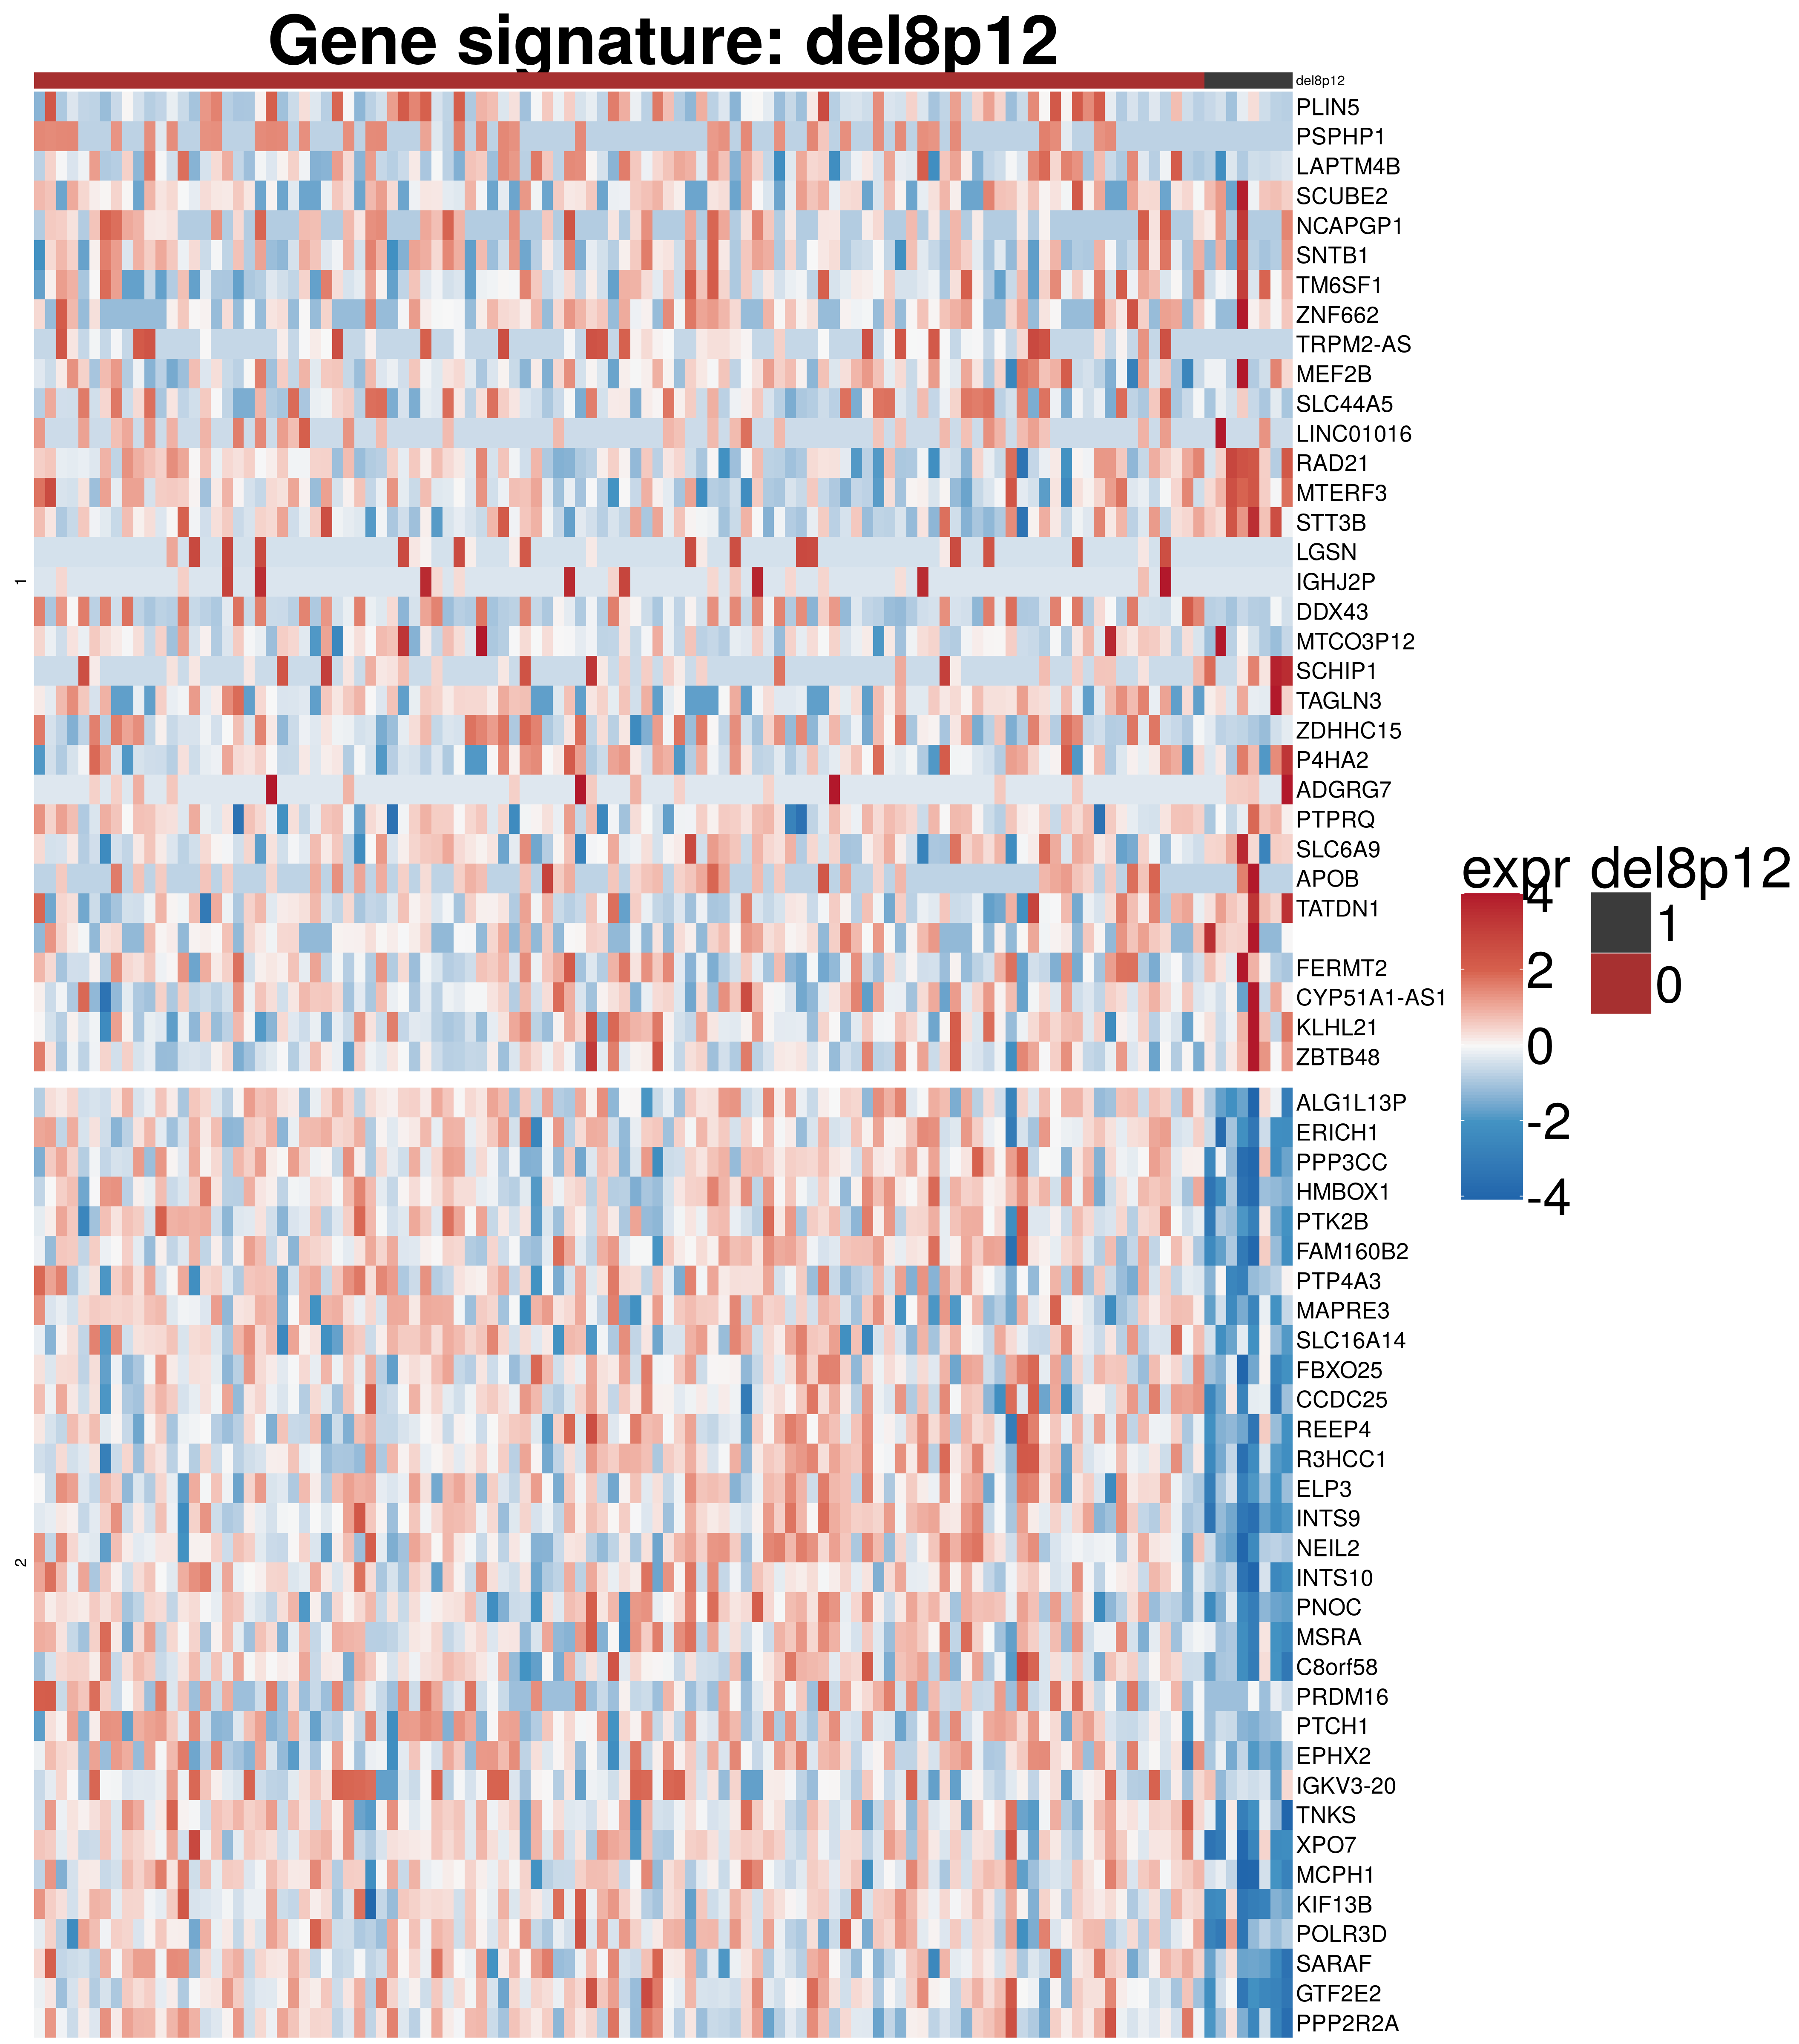 Gene signature: del8p12
del8p12
PLIN5
PSPHP1
LAPTM4B
SCUBE2
NCAPGP1
SNTB1
TM6SF1
ZNF662
TRPM2-AS
MEF2B
SLC44A5
LINC01016
RAD21
MTERF3
STT3B
LGSN
IGHJ2P
DDX43
MTCO3P12
SCHIP1
TAGLN3
ZDHHC15
P4HA2
ADGRG7
PTPRQ
SLC6A9
APOB
TATDN1
FERMT2
CYP51A1-AS1
KLHL21
ZBTB48
1
ALG1L13P
ERICH1
PPP3CC
HMBOX1
PTK2B
FAM160B2
PTP4A3
MAPRE3
SLC16A14
FBXO25
CCDC25
REEP4
R3HCC1
ELP3
INTS9
NEIL2
INTS10
PNOC
MSRA
C8orf58
PRDM16
PTCH1
EPHX2
IGKV3-20
TNKS
XPO7
MCPH1
KIF13B
POLR3D
SARAF
GTF2E2
PPP2R2A
2
expr
4
2
0
-2
-4
del8p12
1
0